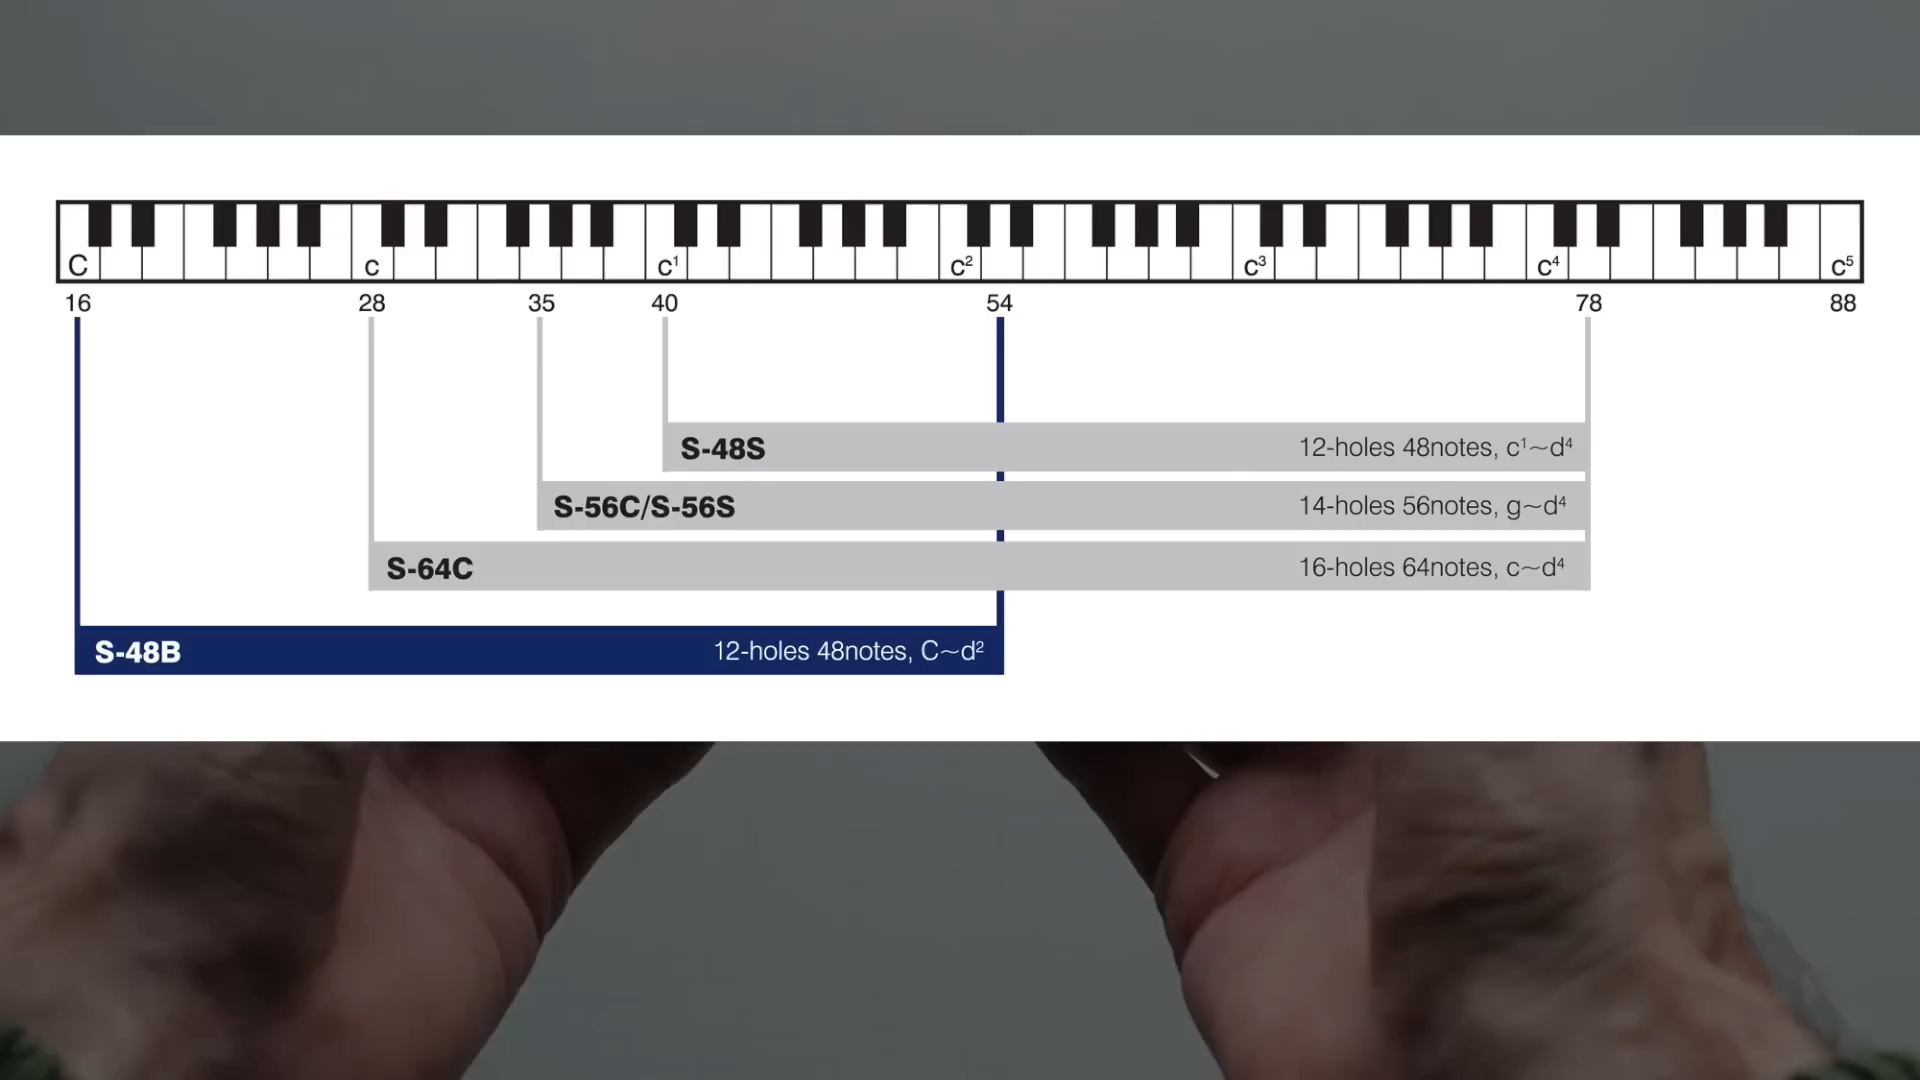 C c c¹ c² c³ c⁴ c⁵
16 28 35 40 54 78 88
S-48S 12-holes 48notes, c¹~d⁴
S-56C/S-56S 14-holes 56notes, g~d⁴
S-64C 16-holes 64notes, c~d⁴
S-48B 12-holes 48notes, C~d²